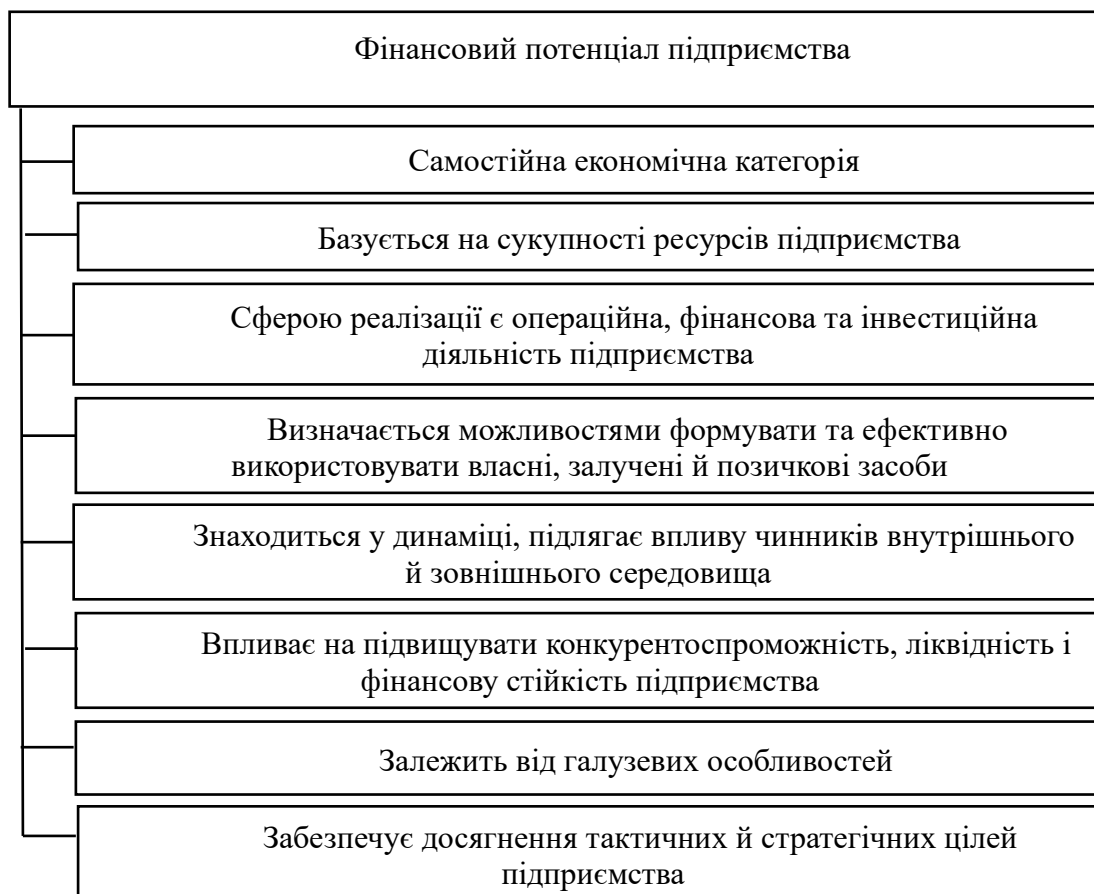 Фінансовий потенціал підприємства
Самостійна економічна категорія
Базується на сукупності ресурсів підприємства
Сферою реалізації є операційна, фінансова та інвестиційна
діяльність підприємства
Визначається можливостями формувати та ефективно
використовувати власні, залучені й позичкові засоби
Знаходиться у динаміці, підлягає впливу чинників внутрішнього
й зовнішнього середовища
Впливає на підвищувати конкурентоспроможність, ліквідність і
фінансову стійкість підприємства
Залежить від галузевих особливостей
Забезпечує досягнення тактичних й стратегічних цілей
підприємства